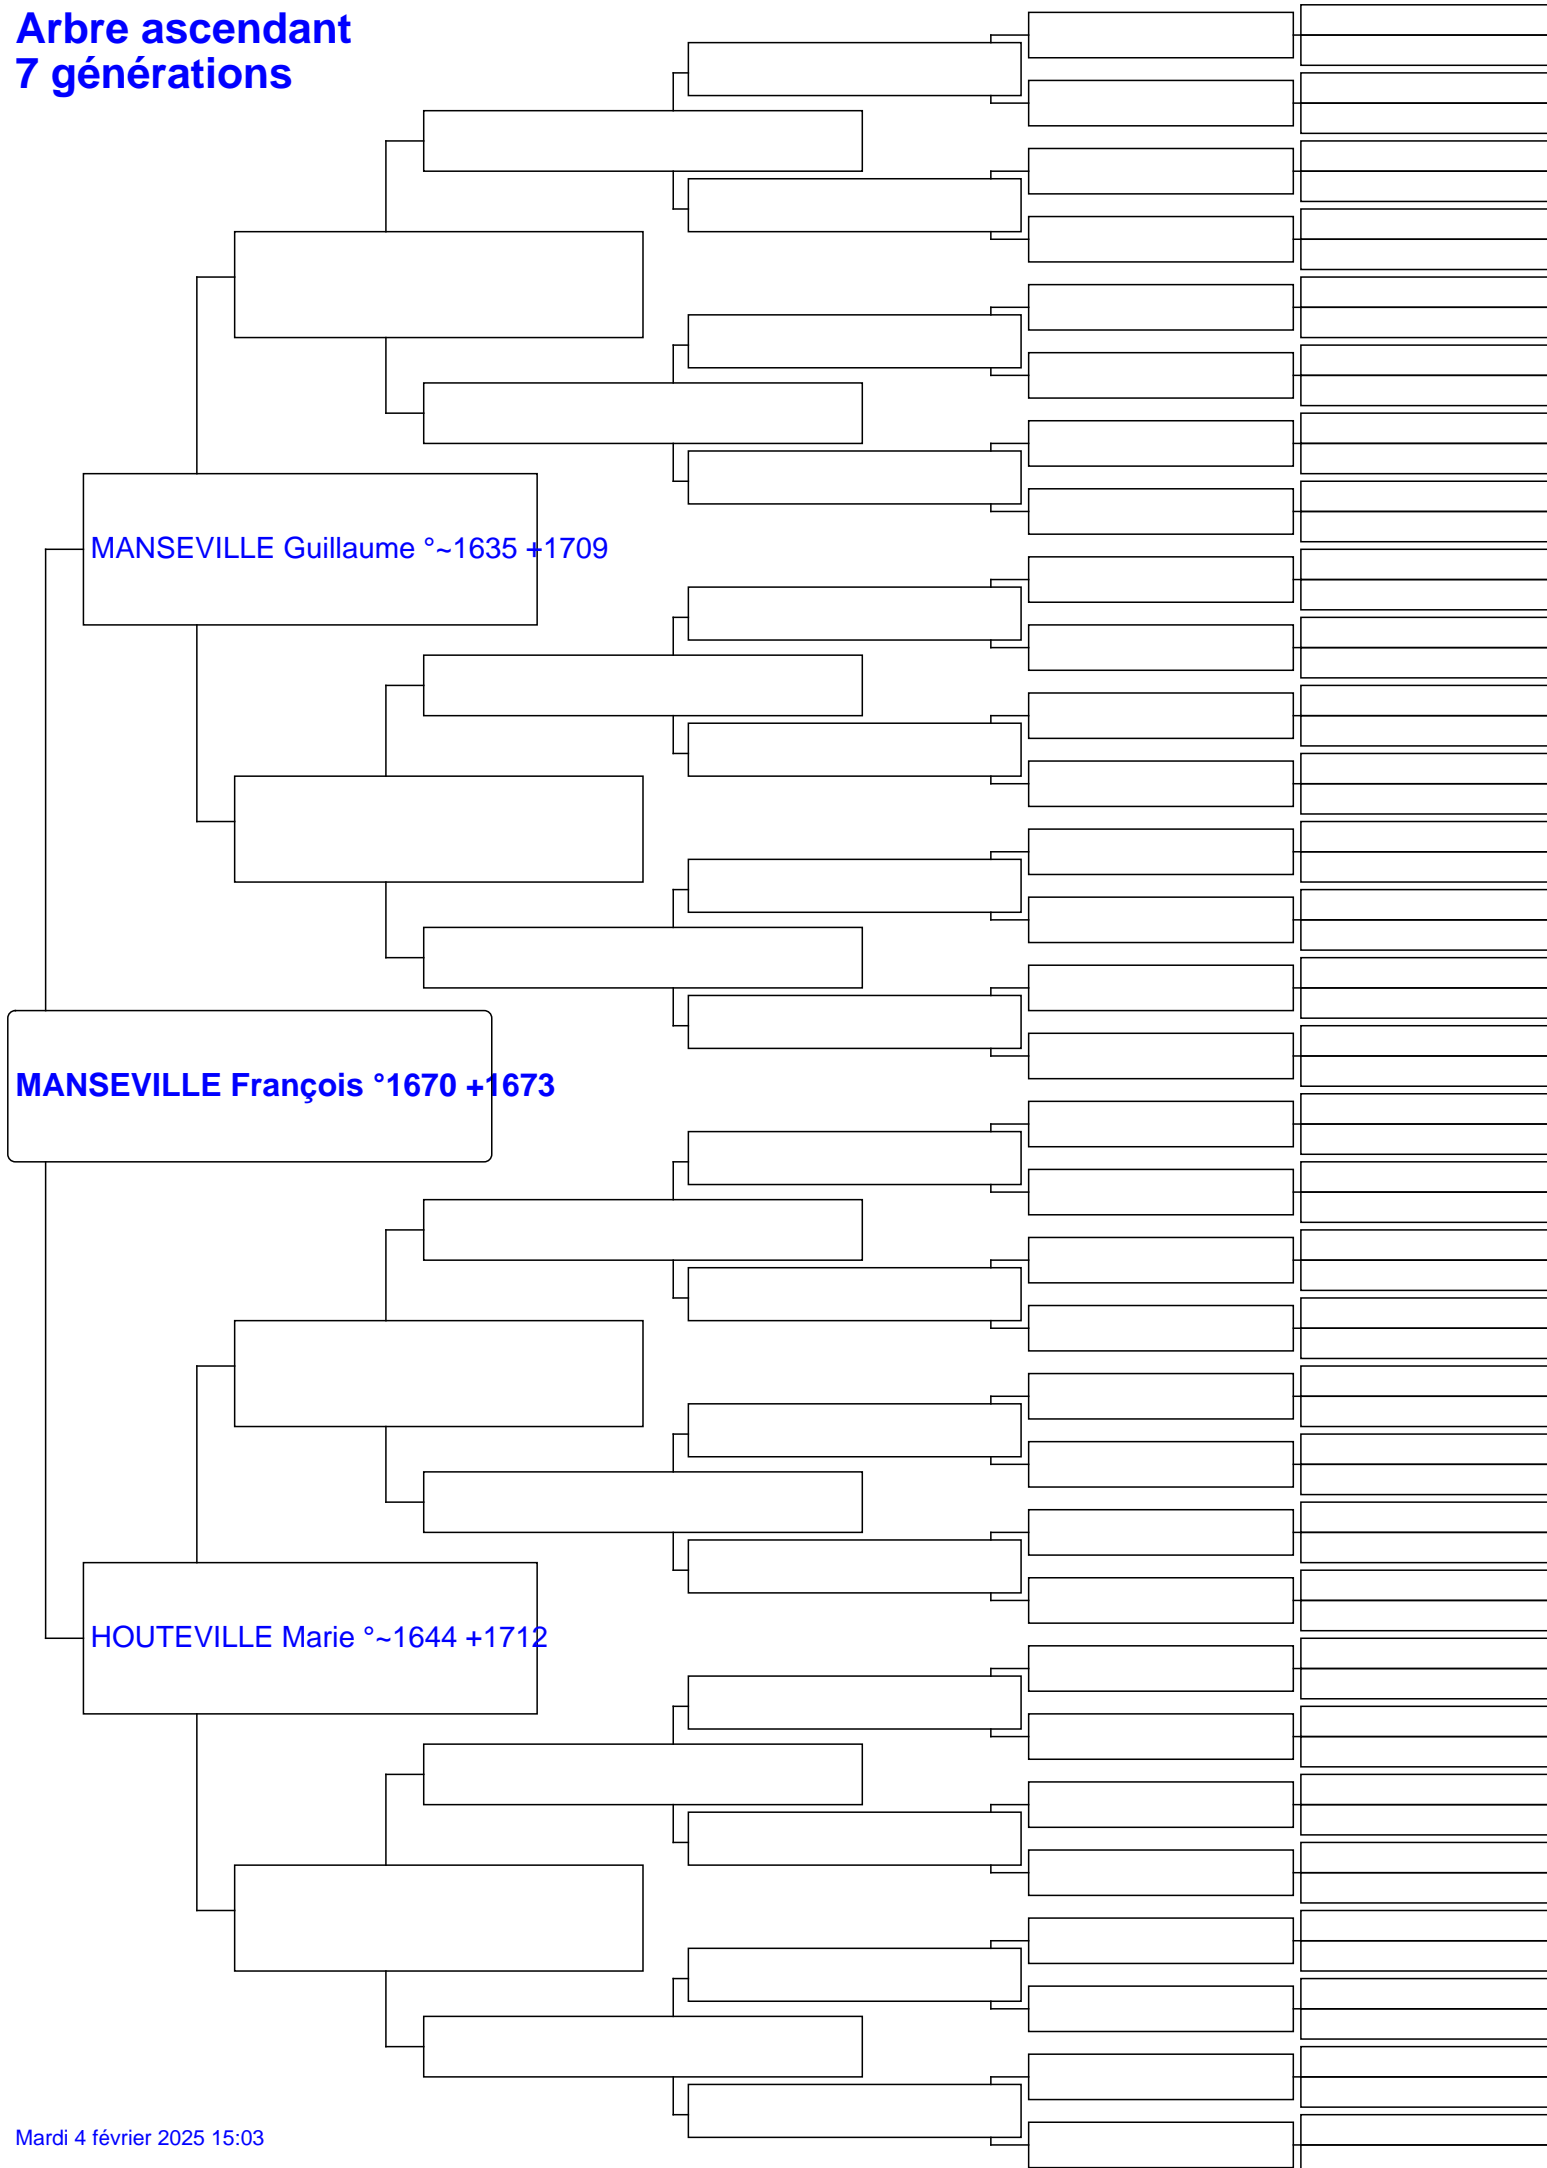 Arbre ascendant
7 générations
MANSEVILLE Guillaume °~1635 +1709
MANSEVILLE François °1670 +1673
HOUTEVILLE Marie °~1644 +1712
Mardi 4 février 2025 15:03